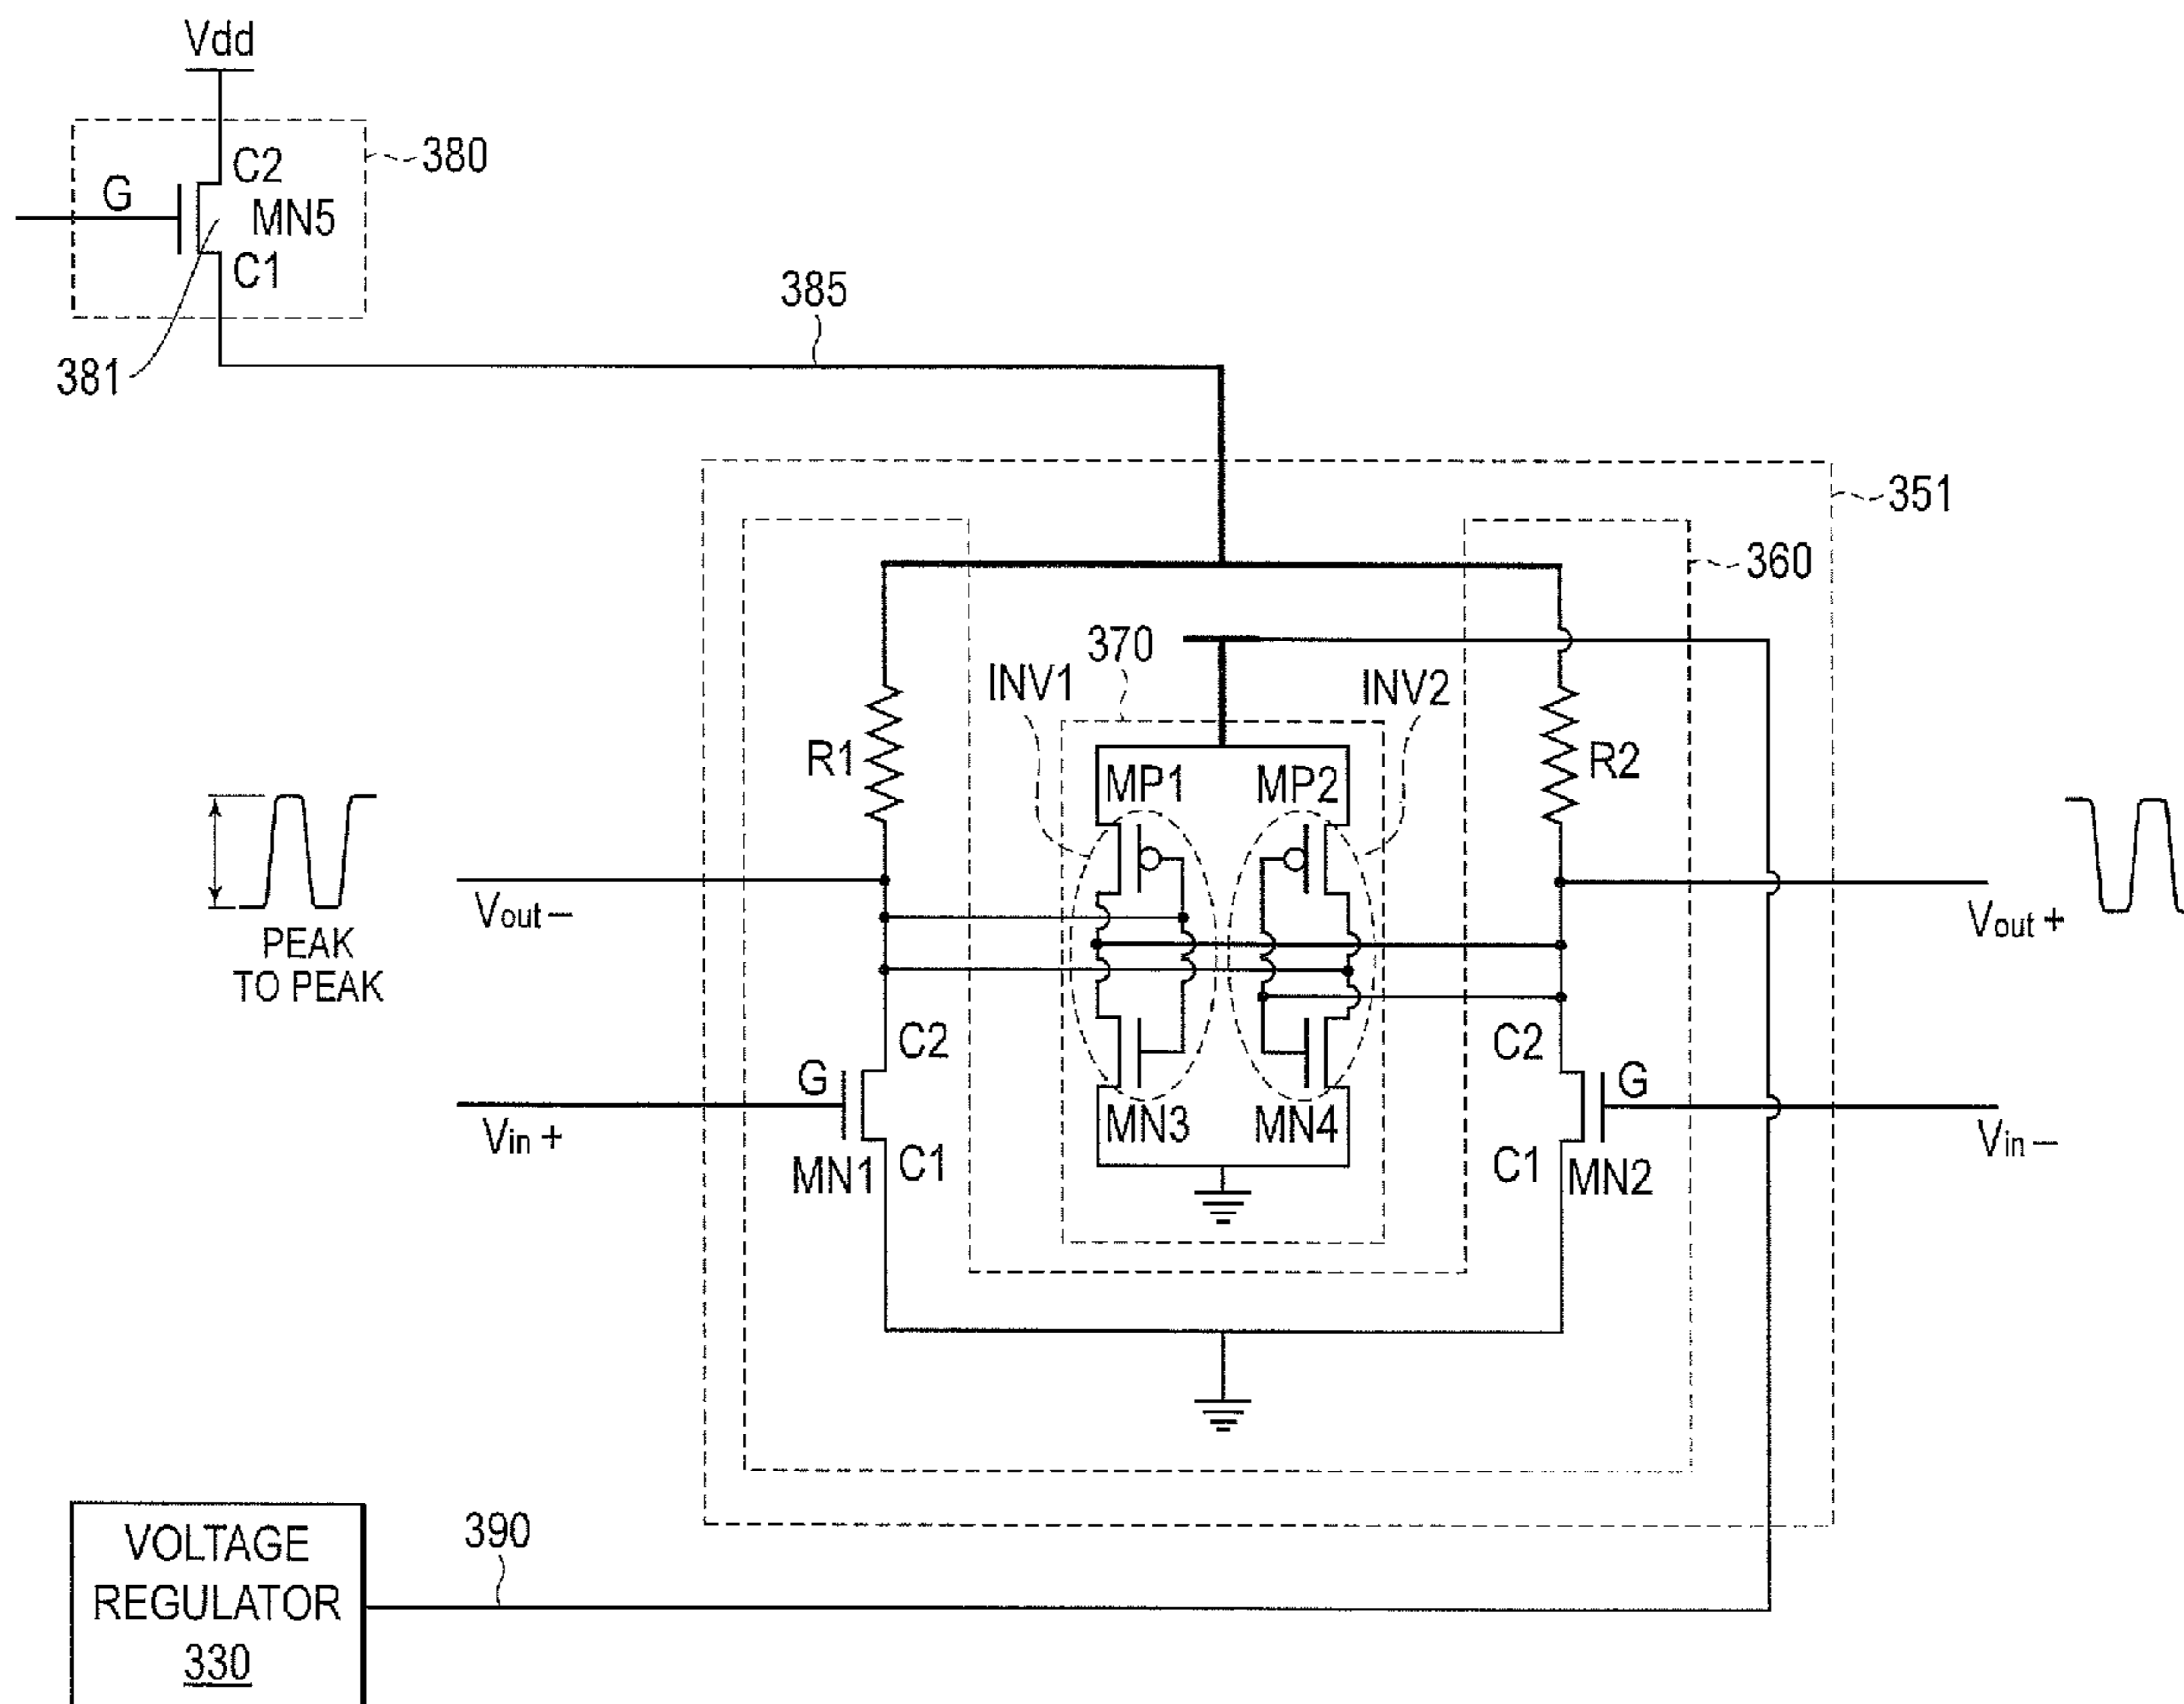 Vdd
380
C2
G
MN5
C1
381
385
351
360
370
INV1
INV2
R1
MP1
MP2
R2
Vout −
Vout +
PEAK
TO PEAK
C2
C2
G
G
Vin +
MN3
MN4
Vin −
C1
C1
MN1
MN2
VOLTAGE
REGULATOR
330
390